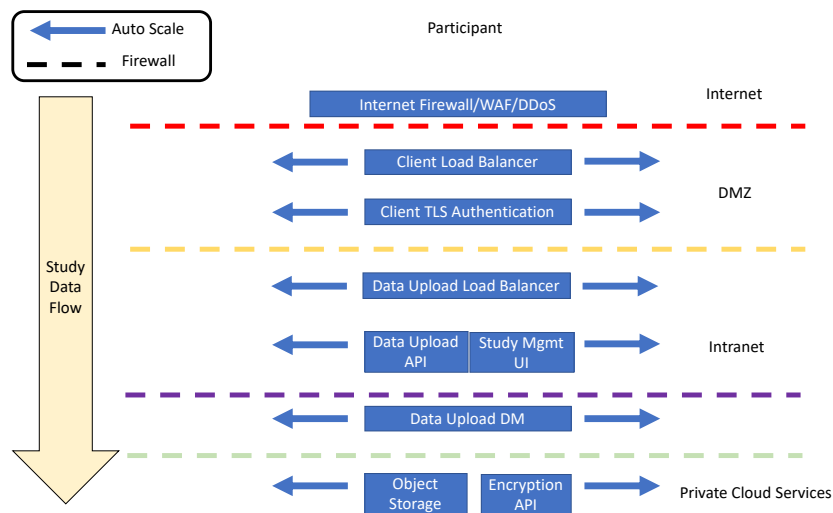 Auto Scale
Firewall
Participant
Internet Firewall/WAF/DDoS
Internet
Client Load Balancer
Client TLS Authentication
DMZ
Study
Data
Flow
Data Upload Load Balancer
Data Upload
API
Study Mgmt
UI
Intranet
Data Upload DM
Object
Storage
Encryption
API
Private Cloud Services